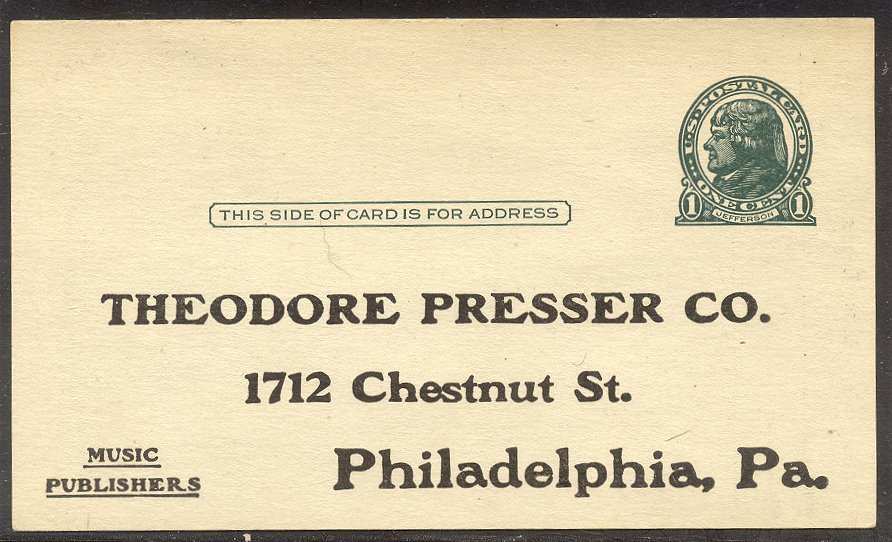 U.S. POSTAL CARD
ONE CENT
1 JEFFERSON 1
THIS SIDE OF CARD IS FOR ADDRESS
THEODORE PRESSER CO.
1712 Chestnut St.
MUSIC
PUBLISHERS
Philadelphia, Pa.